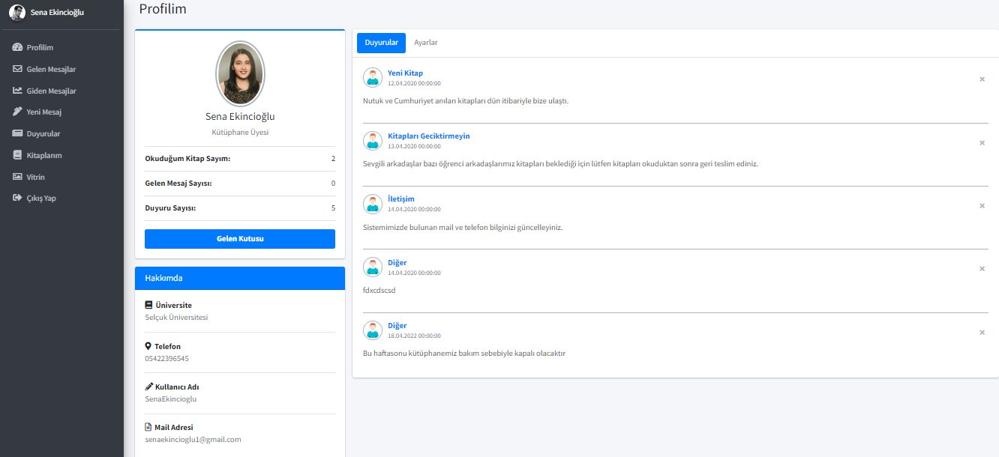 Sena Ekincioğlu
Profilim
Gelen Mesajlar
Giden Mesajlar
Yeni Mesaj
Duyurular
Kitaplarım
Vitrin
Çıkış Yap
Profilim
Sena Ekincioğlu
Kütüphane Üyesi
Okuduğum Kitap Sayım: 2
Gelen Mesaj Sayısı: 0
Duyuru Sayısı: 5
Gelen Kutusu
Hakkımda
Üniversite
Selçuk Üniversitesi
Telefon
05422396545
Kullanıcı Adı
SenaEkincioglu
Mail Adresi
senaekincioglu1@gmail.com
Duyurular Ayarlar
Yeni Kitap
12.04.2020 00:00:00
Nutuk ve Cumhuriyet anıları kitapları dün itibariyle bize ulaştı.
Kitapları Geciktirmeyin
13.04.2020 00:00:00
Sevgili arkadaşlar bazı öğrenci arkadaşlarımız kitapları beklediği için lütfen kitapları okuduktan sonra geri teslim ediniz.
İletişim
14.04.2020 00:00:00
Sistemimizde bulunan mail ve telefon bilginizi güncelleyiniz.
Diğer
14.04.2020 00:00:00
fdxcdscsd
Diğer
18.04.2022 00:00:00
Bu haftasonu kütüphanemiz bakım sebebiyle kapalı olacaktır